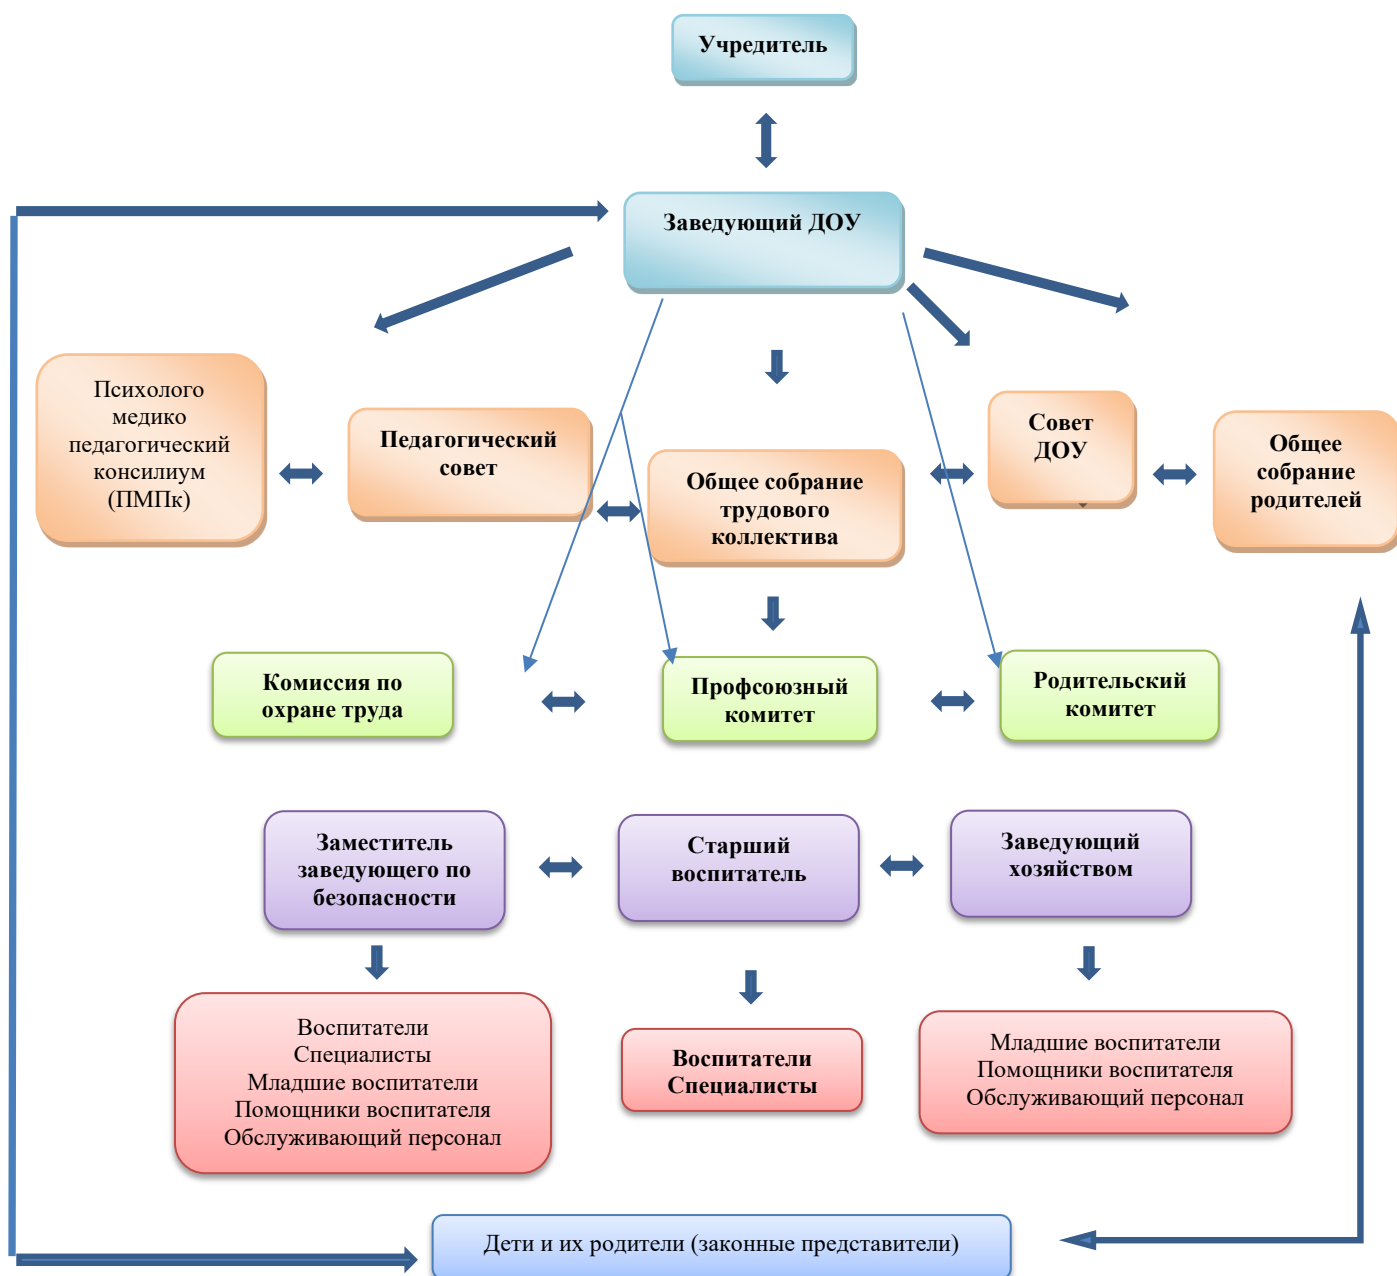 Учредитель
Заведующий ДОУ
Психолого
медико
педагогический
консилиум
(ПМПк)
Педагогический
совет
Общее собрание
трудового
коллектива
Совет
ДОУ
Общее
собрание
родителей
Комиссия по
охране труда
Профсоюзный
комитет
Родительский
комитет
Заместитель
заведующего по
безопасности
Старший
воспитатель
Заведующий
хозяйством
Воспитатели
Специалисты
Младшие воспитатели
Помощники воспитателя
Обслуживающий персонал
Воспитатели
Специалисты
Младшие воспитатели
Помощники воспитателя
Обслуживающий персонал
Дети и их родители (законные представители)